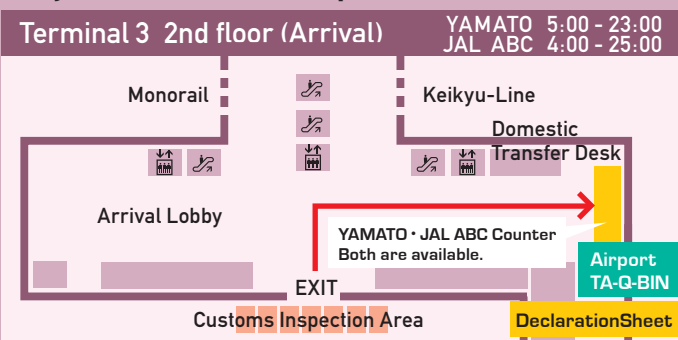 Terminal 3 2nd floor (Arrival)
YAMATO 5:00 - 23:00
JAL ABC 4:00 - 25:00
Monorail
Keikyu-Line
Domestic
Transfer Desk
Arrival Lobby
YAMATO・JAL ABC Counter
Both are available.
Airport
TA-Q-BIN
EXIT
Customs Inspection Area
DeclarationSheet